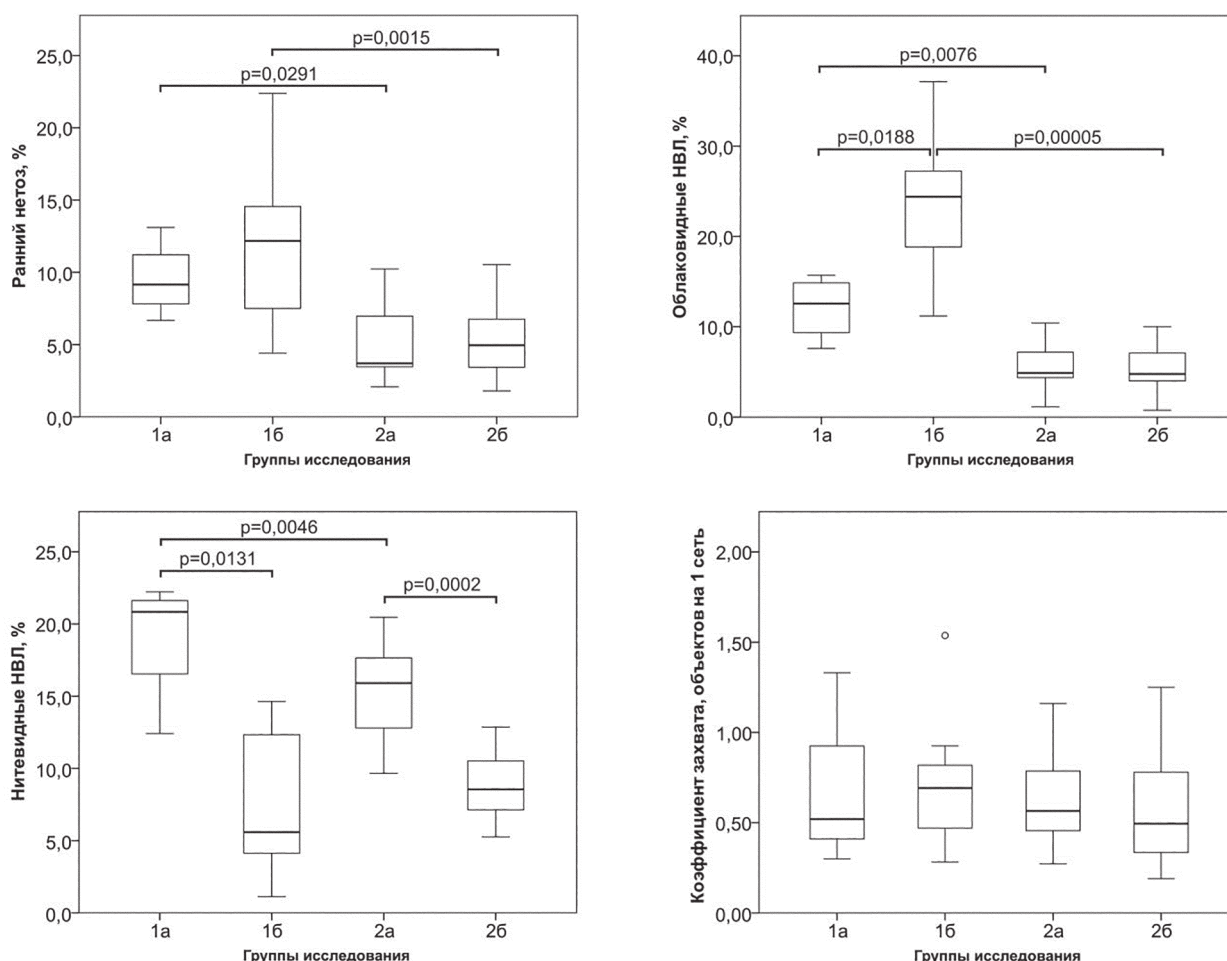 Ранний нетоз, %
25,0
20,0
15,0
10,0
5,0
0,0
p=0,0015
p=0,0291
1а
1б
2а
2б
Группы исследования
Облаковидные НВЛ, %
40,0
30,0
20,0
10,0
0,0
p=0,0076
p=0,0188
p=0,00005
1а
1б
2а
2б
Группы исследования
Нитевидные НВЛ, %
25,0
20,0
15,0
10,0
5,0
0,0
p=0,0046
p=0,0131
p=0,0002
1а
1б
2а
2б
Группы исследования
Коэффициент захвата, объектов на 1 сеть
2,00
1,50
1,00
0,50
0,00
1а
1б
2а
2б
Группы исследования